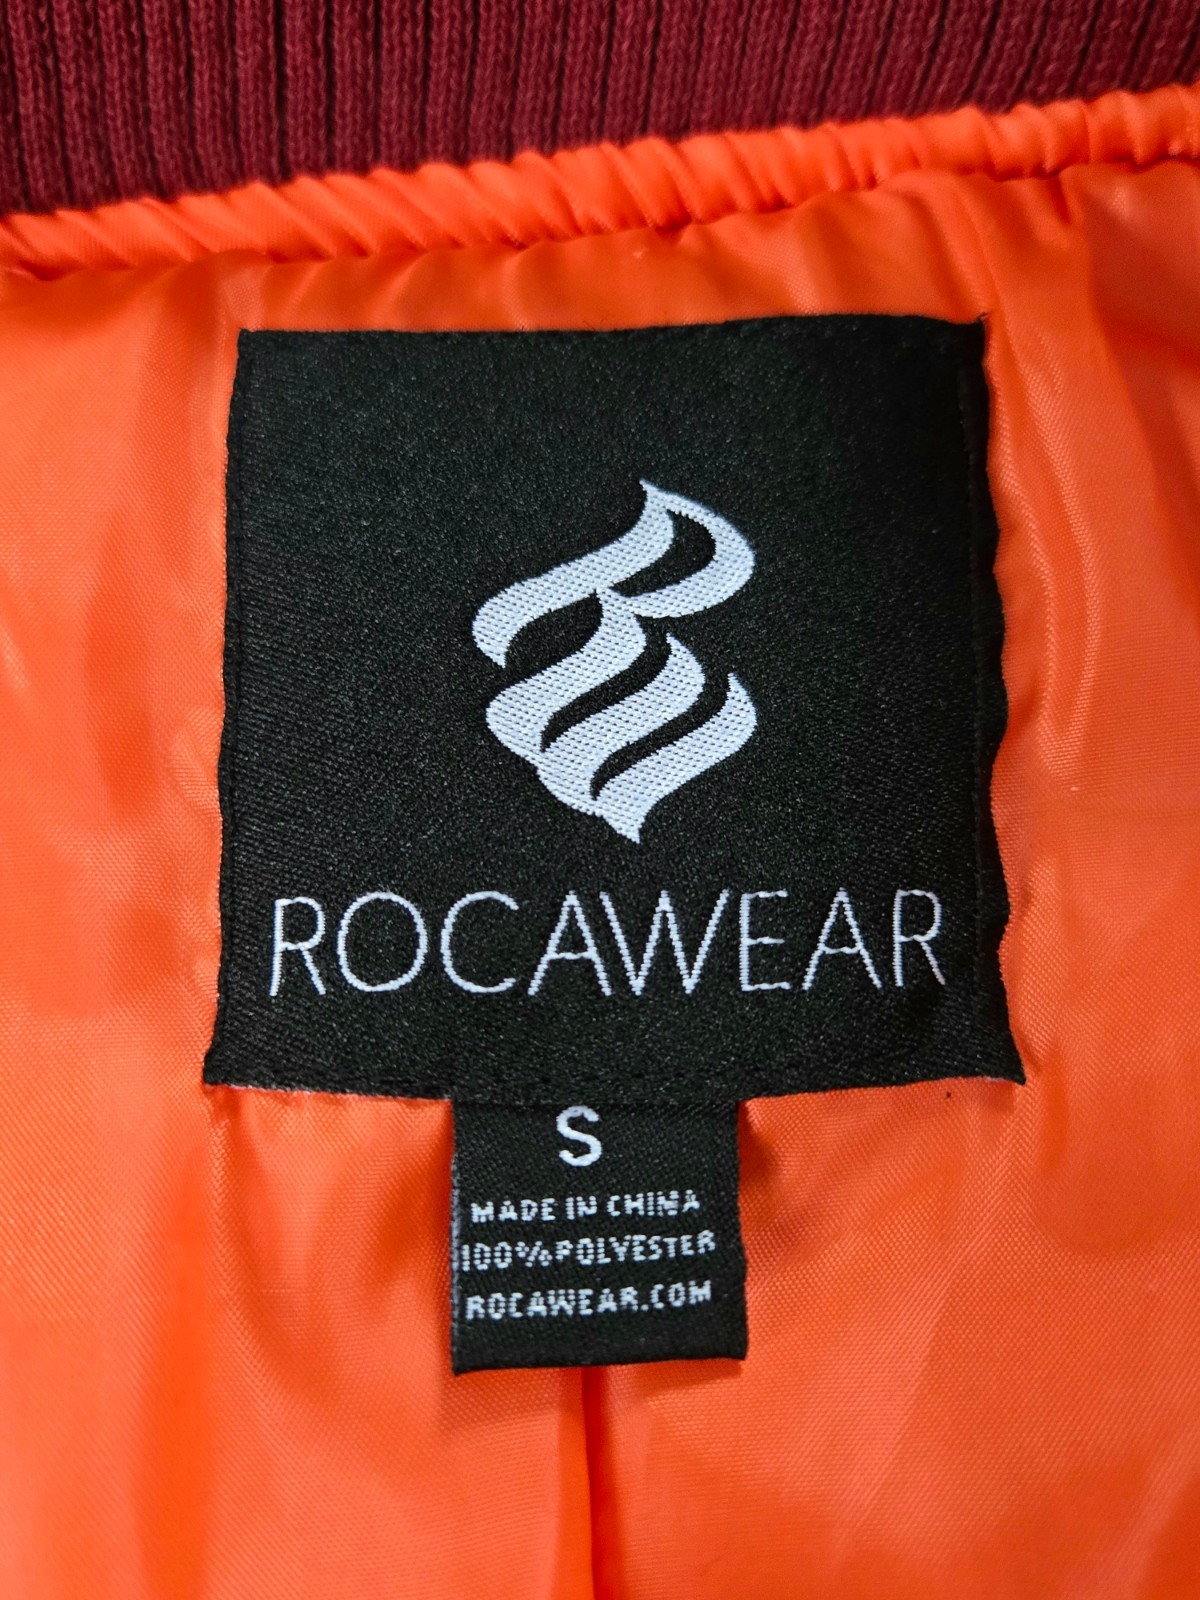 ROCAWEAR
S
MADE IN CHINA
100%POLYESTER
ROCAWEAR.COM